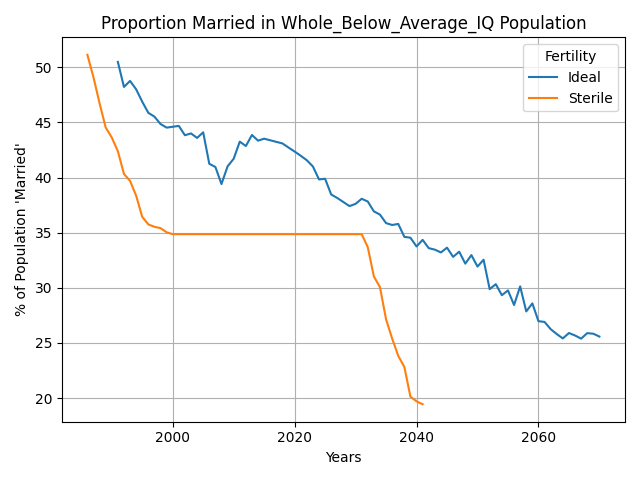 Proportion Married in Whole_Below_Average_IQ Population
% of Population 'Married'
50
45
40
35
30
25
20
Fertility
Ideal
Sterile
2000
2020
2040
2060
Years